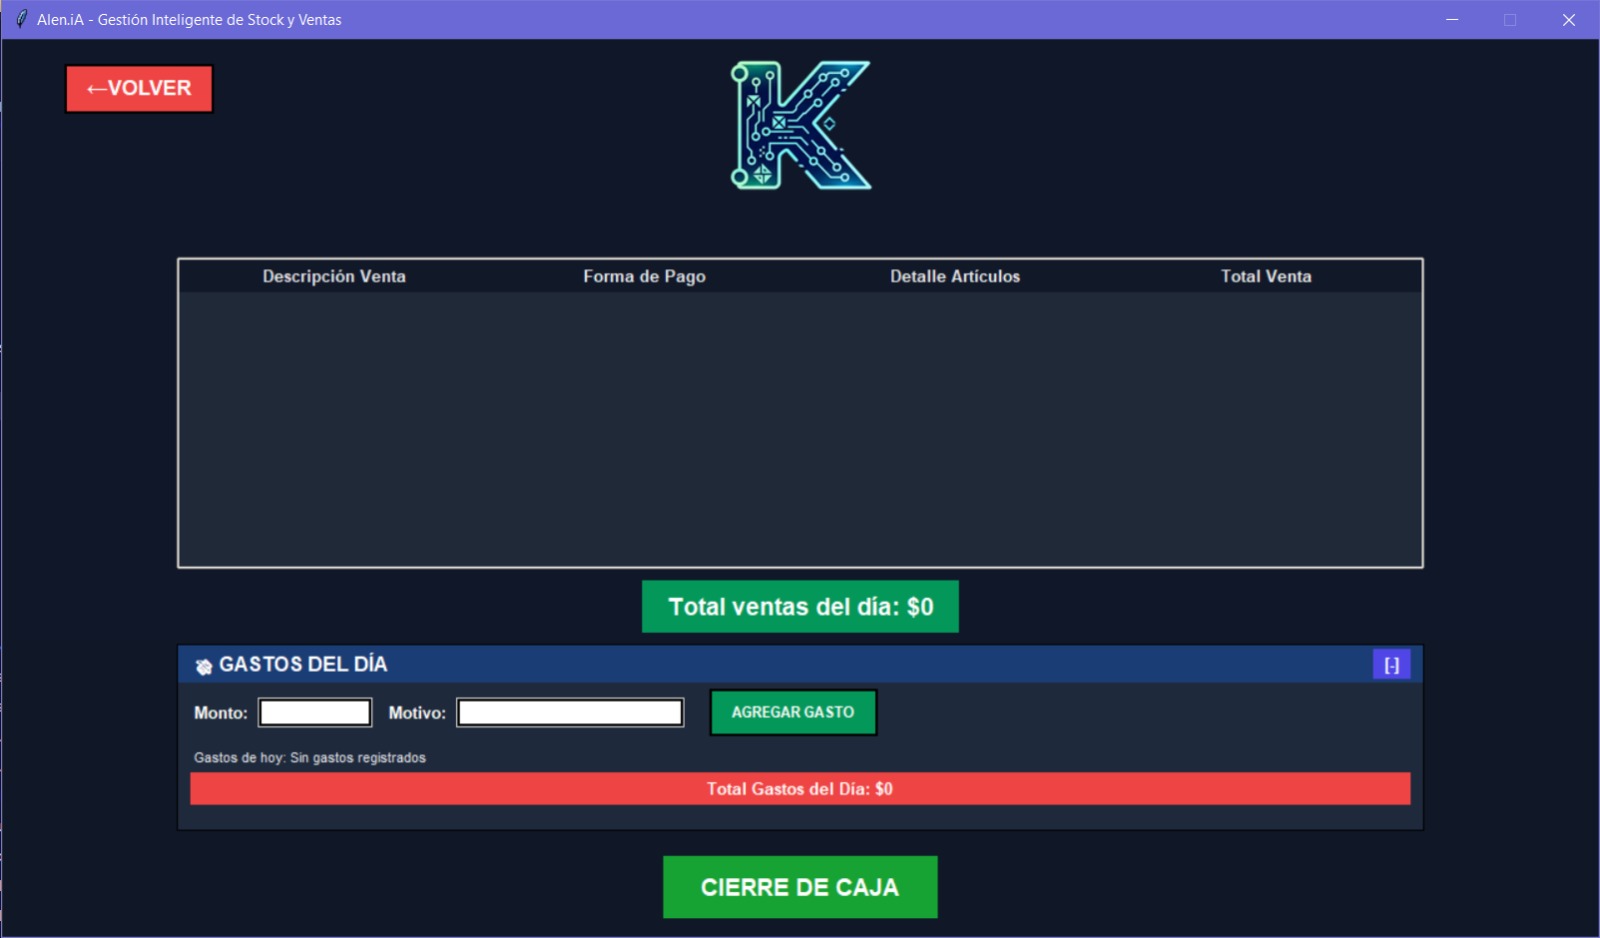 Alen.iA - Gestión Inteligente de Stock y Ventas
←VOLVER
K
Descripción Venta Forma de Pago Detalle Artículos Total Venta
Total ventas del día: $0
GASTOS DEL DÍA [-]
Monto: Motivo: AGREGAR GASTO
Gastos de hoy: Sin gastos registrados
Total Gastos del Día: $0
CIERRE DE CAJA